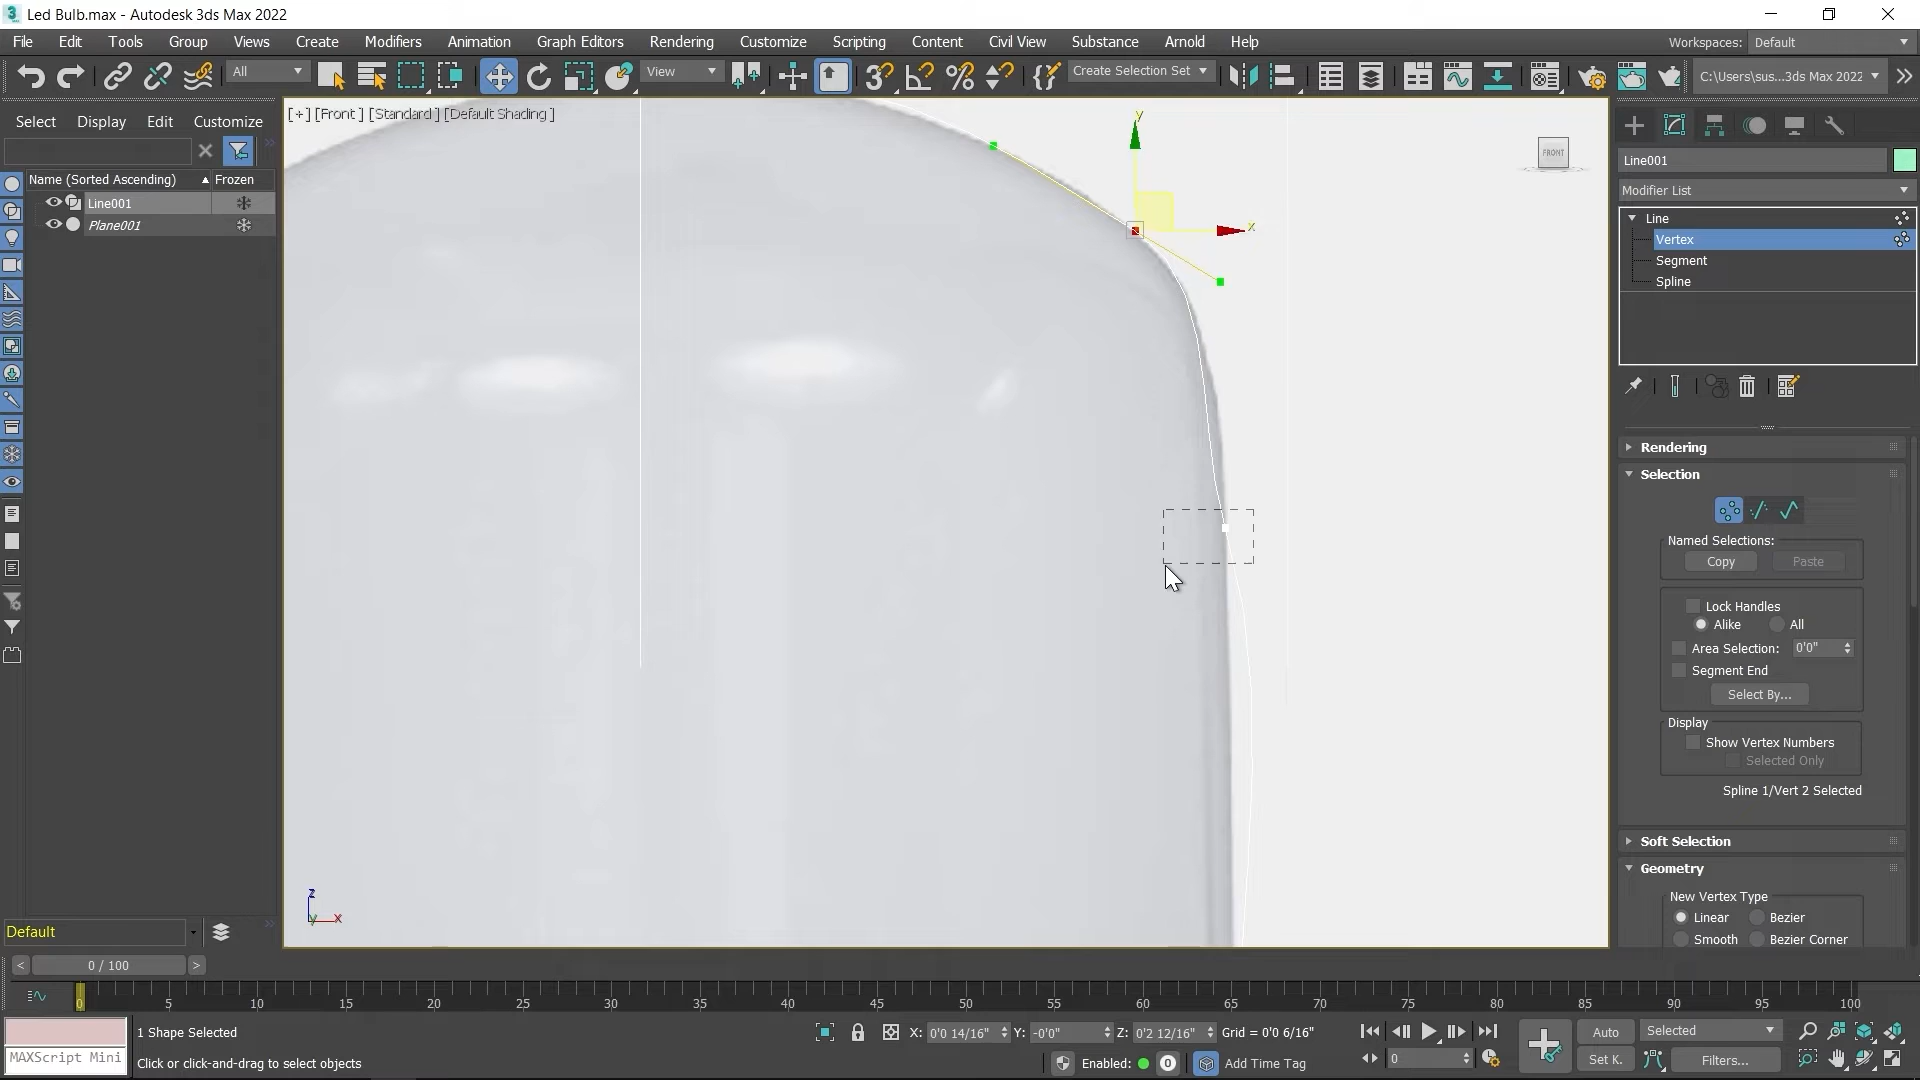 Led Bulb.max - Autodesk 3ds Max 2022
File Edit Tools Group Views Create Modifiers Animation Graph Editors Rendering Customize Scripting Content Civil View Substance Arnold Help Workspaces: Default
All View Create Selection Set C:\Users\sus...3ds Max 2022
[+] [Front ] [Standard ] [Default Shading ]
Select Display Edit Customize
Name (Sorted Ascending) Frozen
Line001
Plane001
y
x
FRONT
z
y x
Line001
Modifier List
Line
Vertex
Segment
Spline
Rendering
Selection
Named Selections:
Copy Paste
Lock Handles
Alike All
Area Selection: 0'0"
Segment End
Select By...
Display
Show Vertex Numbers
Selected Only
Spline 1/Vert 2 Selected
Soft Selection
Geometry
New Vertex Type
Linear Bezier
Smooth Bezier Corner
Default
< 0 / 100 >
0 5 10 15 20 25 30 35 40 45 50 55 60 65 70 75 80 85 90 95 100
1 Shape Selected
X: 0'0 14/16" Y: -0'0" Z: 0'2 12/16" Grid = 0'0 6/16"
Auto Selected
MAXScript Mini
Click or click-and-drag to select objects
Enabled: 0 Add Time Tag
0
Set K. Filters...